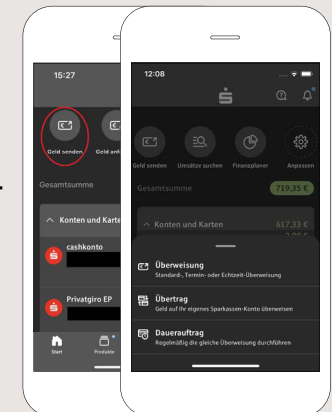 15:27
Geld senden
Gesamtsumme
Konten und Karte
cashkonto
Privatgiro EP
Start
Produkte
12:08
Geld senden
Umsätze suchen
Finanzplaner
Anpassen
Gesamtsumme
719,35 €
Konten und Karten
617,33 €
Überweisung
Standard-, Termin- oder Echtzeit-Überweisung
Übertrag
Geld auf Ihr eigenes Sparkassen-Konto überweisen
Dauerauftrag
Regelmäßig die gleiche Überweisung durchführen